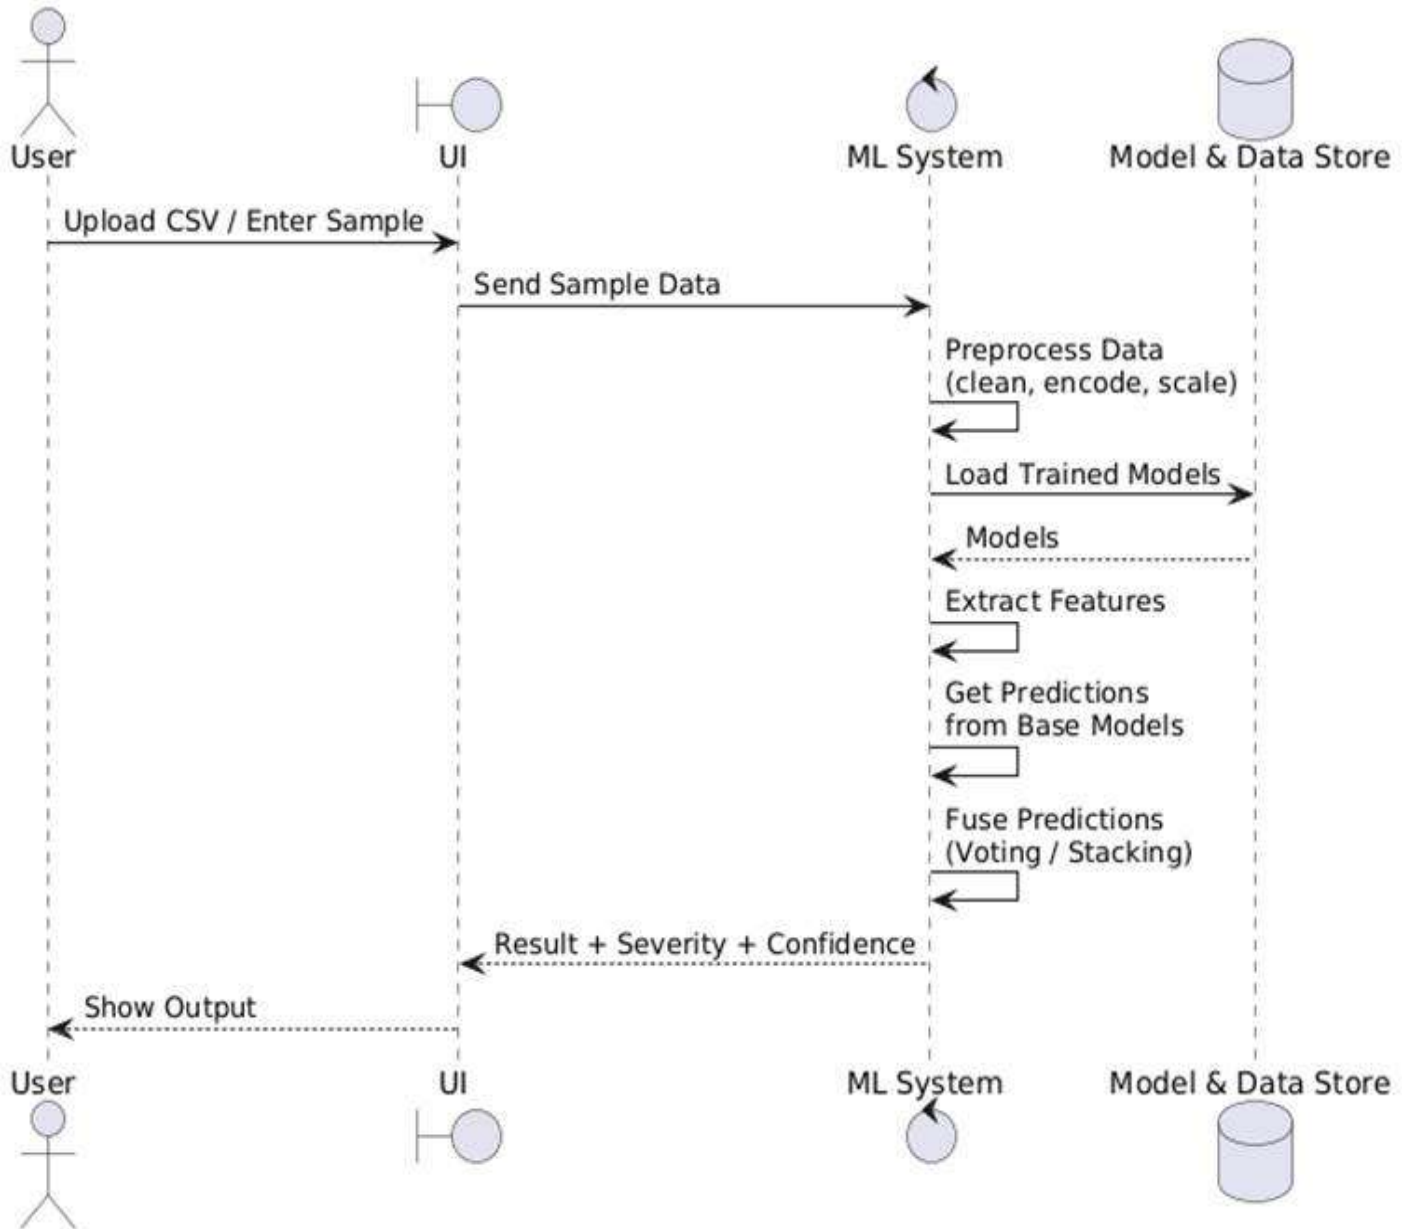 User
UI
ML System
Model & Data Store
Upload CSV / Enter Sample
Send Sample Data
Preprocess Data
(clean, encode, scale)
Load Trained Models
Models
Extract Features
Get Predictions
from Base Models
Fuse Predictions
(Voting / Stacking)
Result + Severity + Confidence
Show Output
User
UI
ML System
Model & Data Store